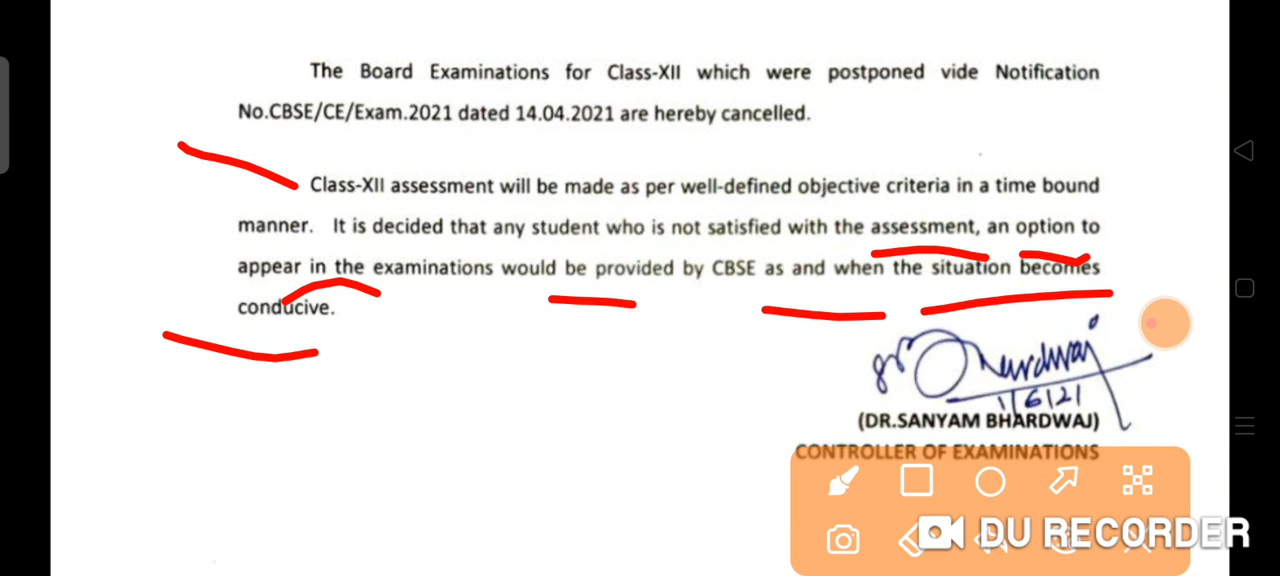 The Board Examinations for Class-XII which were postponed vide Notification
No.CBSE/CE/Exam.2021 dated 14.04.2021 are hereby cancelled.
Class-XII assessment will be made as per well-defined objective criteria in a time bound
manner. It is decided that any student who is not satisfied with the assessment, an option to
appear in the examinations would be provided by CBSE as and when the situation becomes
conducive.
1/6/21
(DR.SANYAM BHARDWAJ)
CONTROLLER OF EXAMINATIONS
DU RECORDER